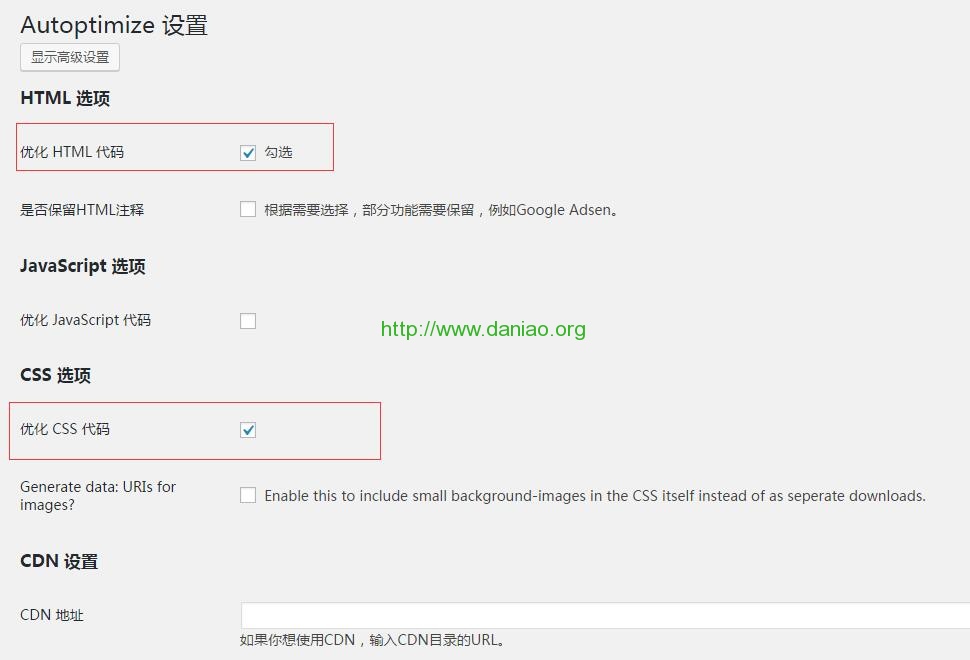 Autoptimize 设置
显示高级设置
HTML 选项
优化 HTML 代码 勾选
是否保留HTML注释 根据需要选择，部分功能需要保留，例如Google Adsen。
JavaScript 选项
优化 JavaScript 代码
http://www.daniao.org
CSS 选项
优化 CSS 代码
Generate data: URIs for
images?
Enable this to include small background-images in the CSS itself instead of as seperate downloads.
CDN 设置
CDN 地址
如果你想使用CDN，输入CDN目录的URL。